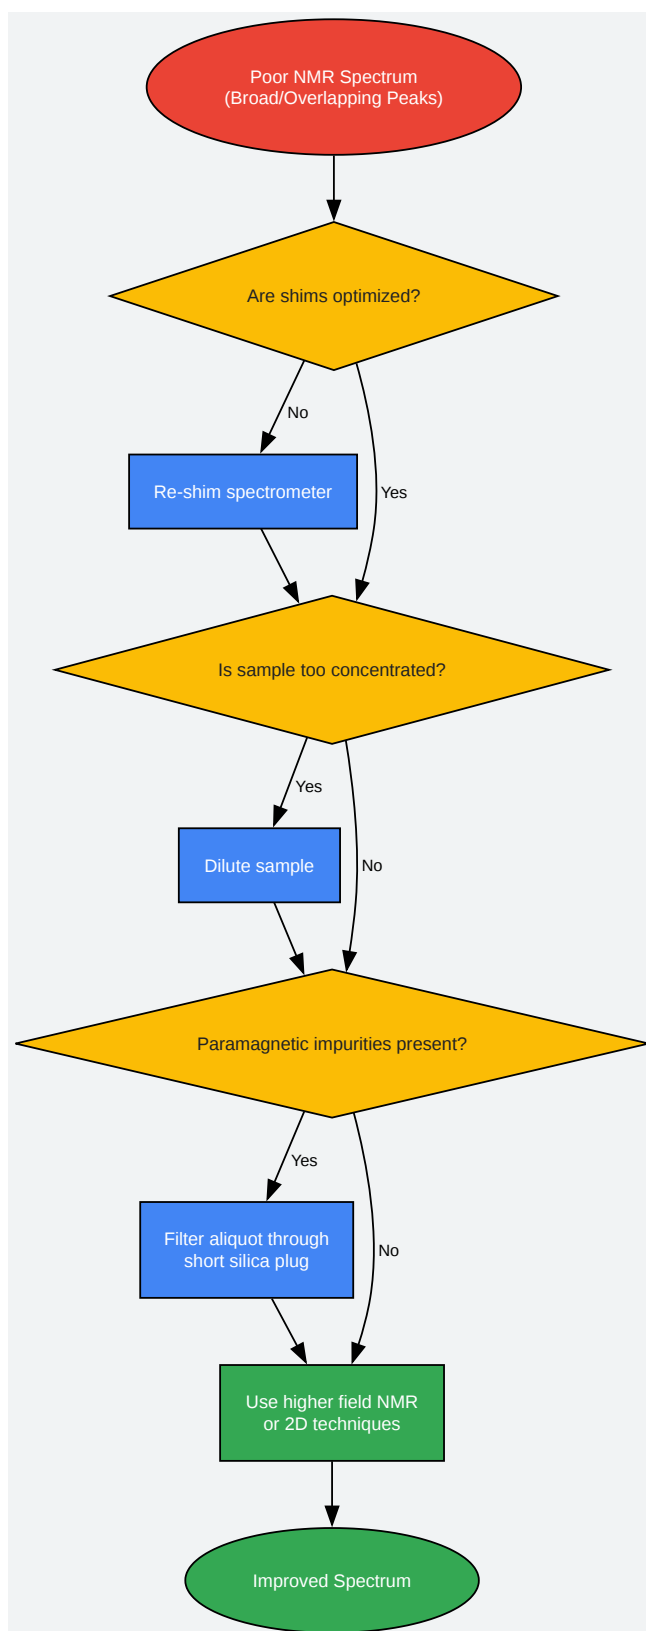 Poor NMR Spectrum
(Broad/Overlapping Peaks)
Are shims optimized?
No
Re-shim spectrometer
Yes
Is sample too concentrated?
Yes
Dilute sample
No
Paramagnetic impurities present?
Yes
Filter aliquot through
short silica plug
No
Use higher field NMR
or 2D techniques
Improved Spectrum